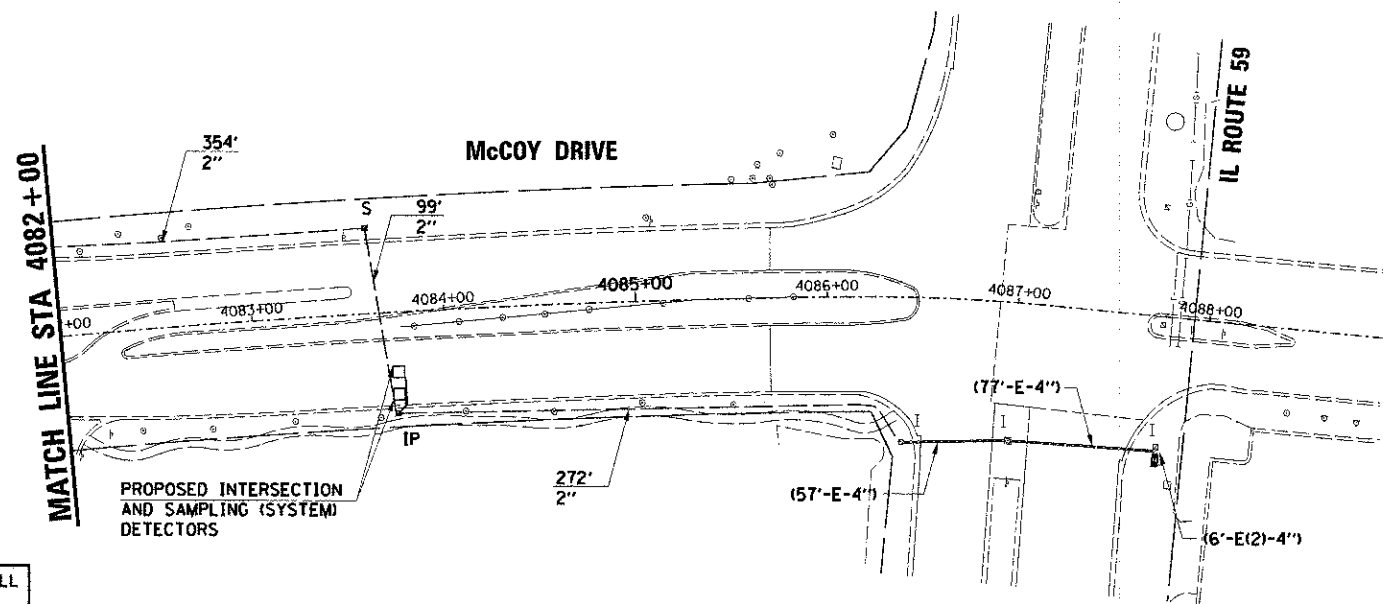 354'
2"
McCOY DRIVE
IL ROUTE 59
MATCH LINE STA 4082+00
S
99'
2"
+00
4083+00
4084+00
4085+00
4086+00
4087+00
4088+00
(77'-E-4")
I
I
I
IP
PROPOSED INTERSECTION
AND SAMPLING (SYSTEM)
DETECTORS
272'
2"
(57'-E-4")
(6'-E(2)-4")
LL